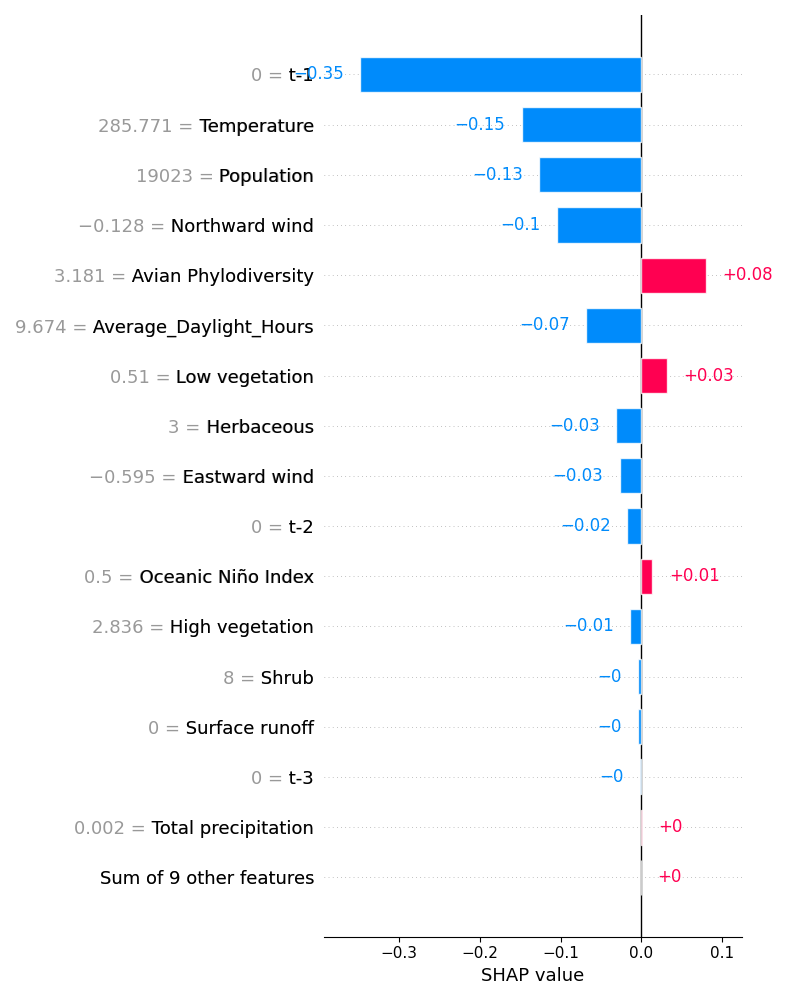 0 = t-1 −0.35
285.771 = Temperature −0.15
19023 = Population −0.13
−0.128 = Northward wind −0.1
3.181 = Avian Phylodiversity +0.08
9.674 = Average_Daylight_Hours −0.07
0.51 = Low vegetation +0.03
3 = Herbaceous −0.03
−0.595 = Eastward wind −0.03
0 = t-2 −0.02
0.5 = Oceanic Niño Index +0.01
2.836 = High vegetation −0.01
8 = Shrub −0
0 = Surface runoff −0
0 = t-3 −0
0.002 = Total precipitation +0
Sum of 9 other features +0
−0.3 −0.2 −0.1 0.0 0.1
SHAP value